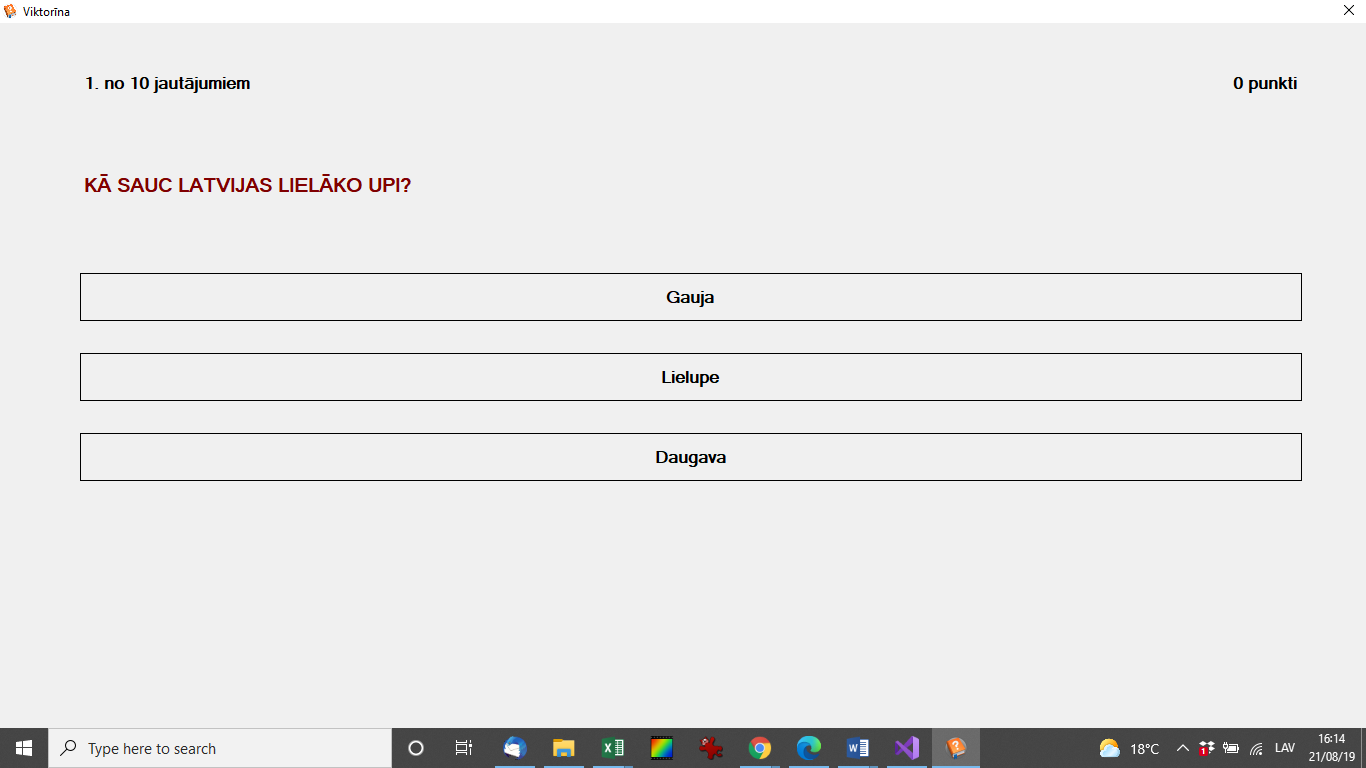 Viktorīna
1. no 10 jautājumiem
0 punkti
KĀ SAUC LATVIJAS LIELĀKO UPI?
Gauja
Lielupe
Daugava
Type here to search
18°C
LAV
16:14
21/08/19